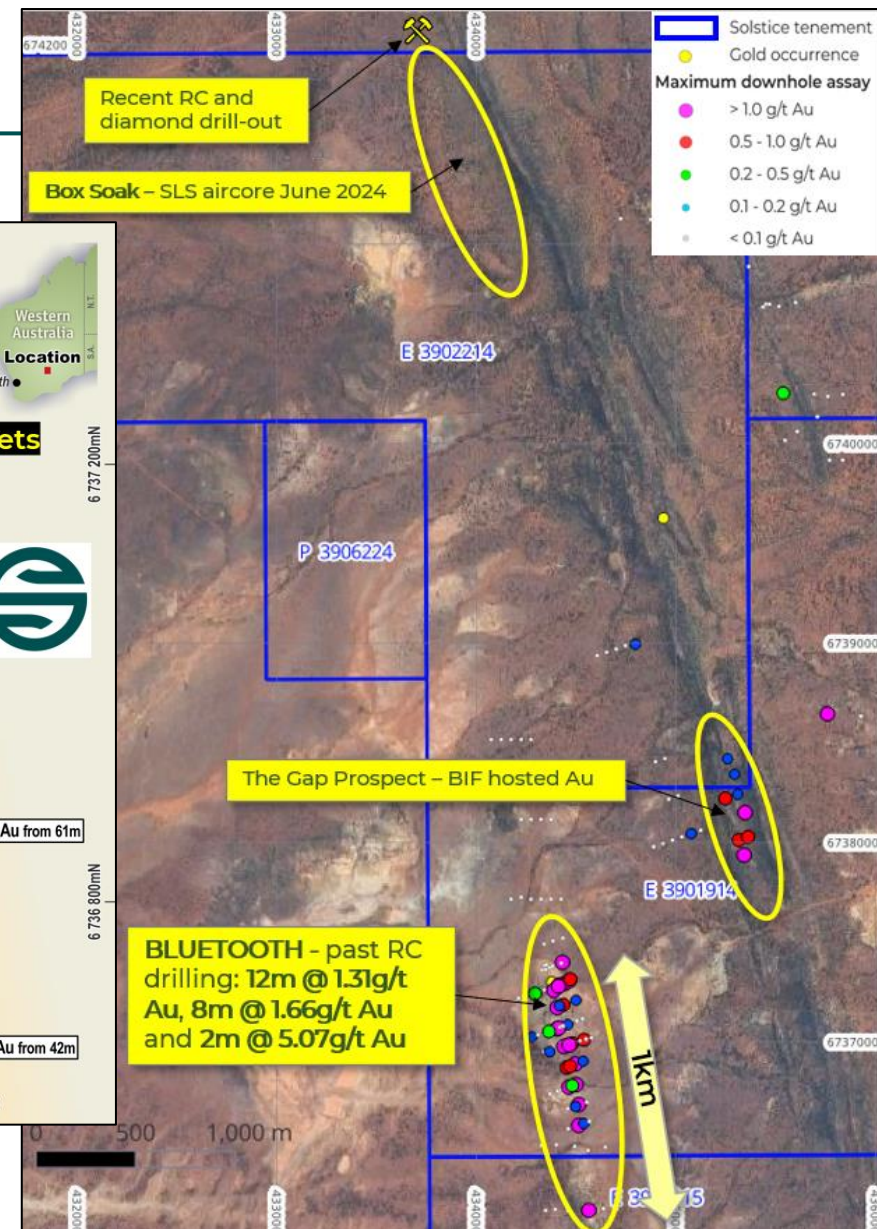 432000
433000
434000
674200
Solstice tenement
Gold occurrence
Maximum downhole assay
> 1.0 g/t Au
0.5 - 1.0 g/t Au
0.2 - 0.5 g/t Au
0.1 - 0.2 g/t Au
< 0.1 g/t Au
Recent RC and
diamond drill-out
Box Soak – SLS aircore June 2024
Western
Australia
N.T.
S.A.
Location
ets
6 737 200mN
E 3902214
6740000
P 3906224
6739000
The Gap Prospect – BIF hosted Au
Au from 61m
6738000
6 736 800mN
E 3901914
BLUETOOTH - past RC
drilling: 12m @ 1.31g/t
Au, 8m @ 1.66g/t Au
and 2m @ 5.07g/t Au
Au from 42m
6737000
1km
0 500 1,000 m
432000
433000
434000